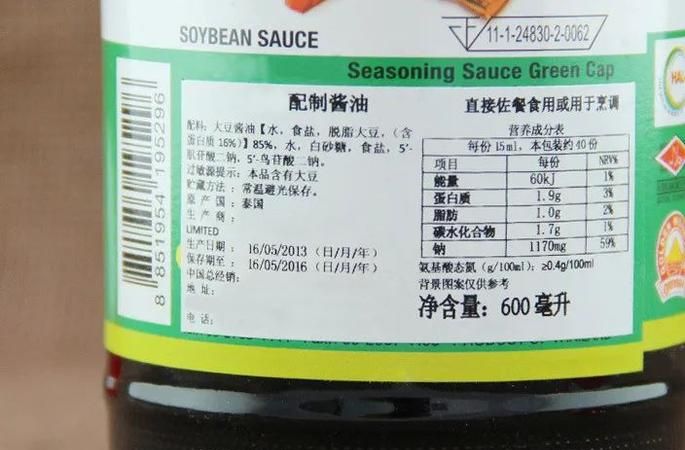 SOYBEAN SAUCE
11-1-24830-2-0062
Seasoning Sauce Green Cap
HAL
配制酱油
直接佐餐食用或用于烹调
配料：大豆酱油【水，食盐，脱脂大豆，（含
蛋白质 16%）】85%，水，白砂糖，食盐，5'-
肌苷酸二钠，5'-鸟苷酸二钠。
过敏源提示：本品含有大豆
贮藏方法：常温避光保存。
原产国：泰国
生产商：
LIMITED
生产日期：16/05/2013（日/月/年）
保存期至：16/05/2016（日/月/年）
中国总经销：
地址：
电话：
营养成分表
每份 15ml，本包装约 40 份
项目 每份 NRV%
能量 60kJ 1%
蛋白质 1.9g 3%
脂肪 1.0g 2%
碳水化合物 1.7g 1%
钠 1170mg 59%
氨基酸态氮（g/100ml）：≥0.4g/100ml
背景图案仅供参考
净含量：600 毫升
8 851954 195296